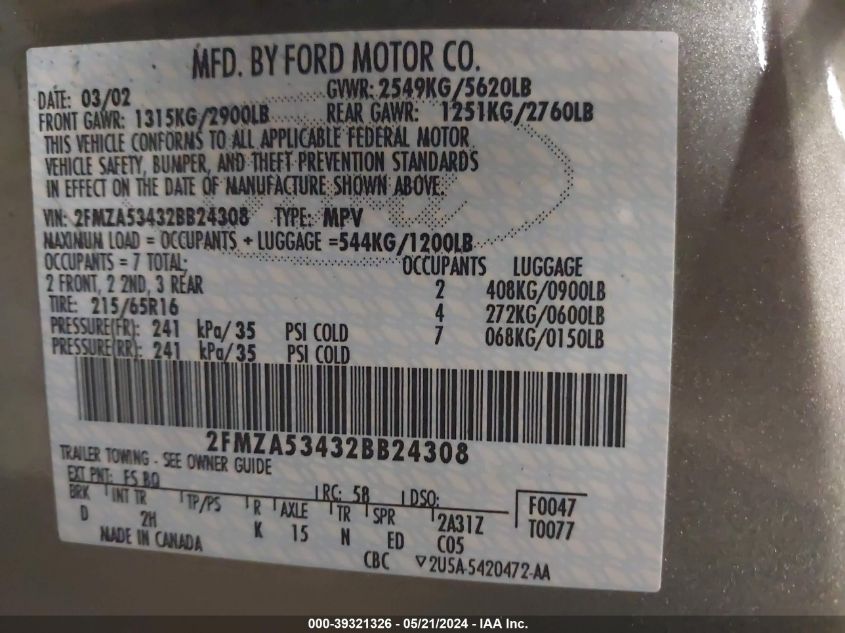 MFD. BY FORD MOTOR CO.
DATE: 03/02 GVWR: 2549KG/5620LB
FRONT GAWR: 1315KG/2900LB REAR GAWR: 1251KG/2760LB
THIS VEHICLE CONFORMS TO ALL APPLICABLE FEDERAL MOTOR
VEHICLE SAFETY, BUMPER, AND THEFT PREVENTION STANDARDS
IN EFFECT ON THE DATE OF MANUFACTURE SHOWN ABOVE.
VIN: 2FMZA53432BB24308 TYPE: MPV
MAXIMUM LOAD = OCCUPANTS + LUGGAGE =544KG/1200LB
OCCUPANTS = 7 TOTAL: OCCUPANTS LUGGAGE
2 FRONT, 2 2ND, 3 REAR 2 408KG/0900LB
TIRE: 215/65R16 4 272KG/0600LB
PRESSURE(FR): 241 kPa/35 PSI COLD 7 068KG/0150LB
PRESSURE(RR): 241 kPa/35 PSI COLD
2FMZA53432BB24308
TRAILER TOWING - SEE OWNER GUIDE
EXT PNT: FS BQ RC: 58 DSO: F0047
BRK INT TR TP/PS R AXLE TR SPR 2A31Z T0077
D 2H K 15 N ED C05
MADE IN CANADA CBC 2U5A-5420472-AA
000-39321326 - 05/21/2024 - IAA Inc.